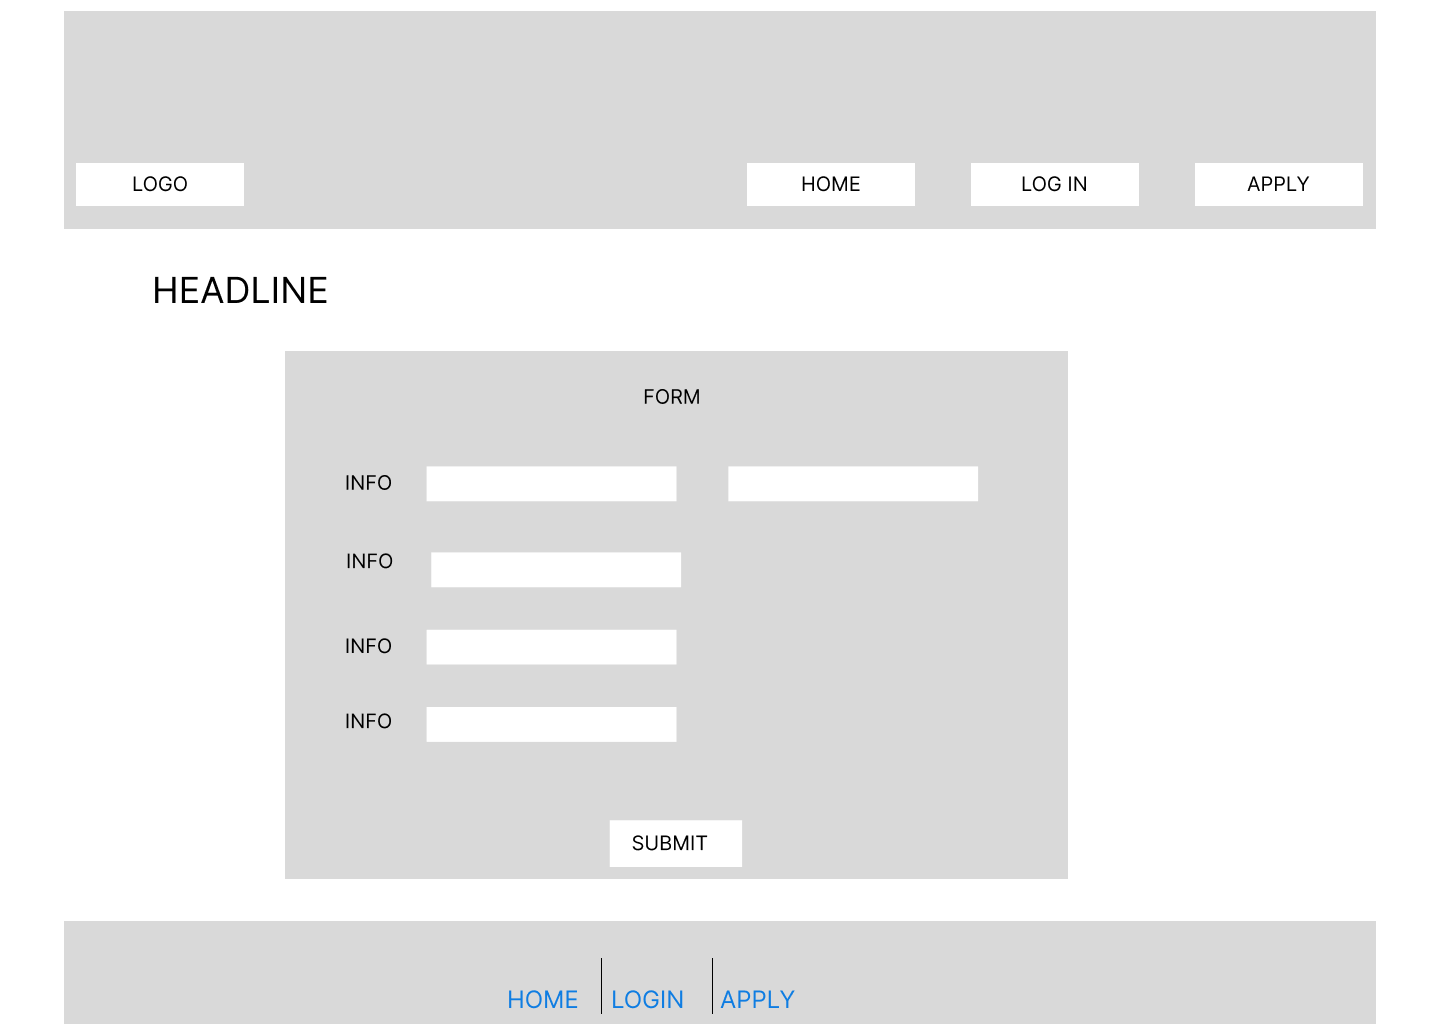 LOGO HOME LOG IN APPLY
HEADLINE
FORM
INFO
INFO
INFO
INFO
SUBMIT
HOME LOGIN APPLY